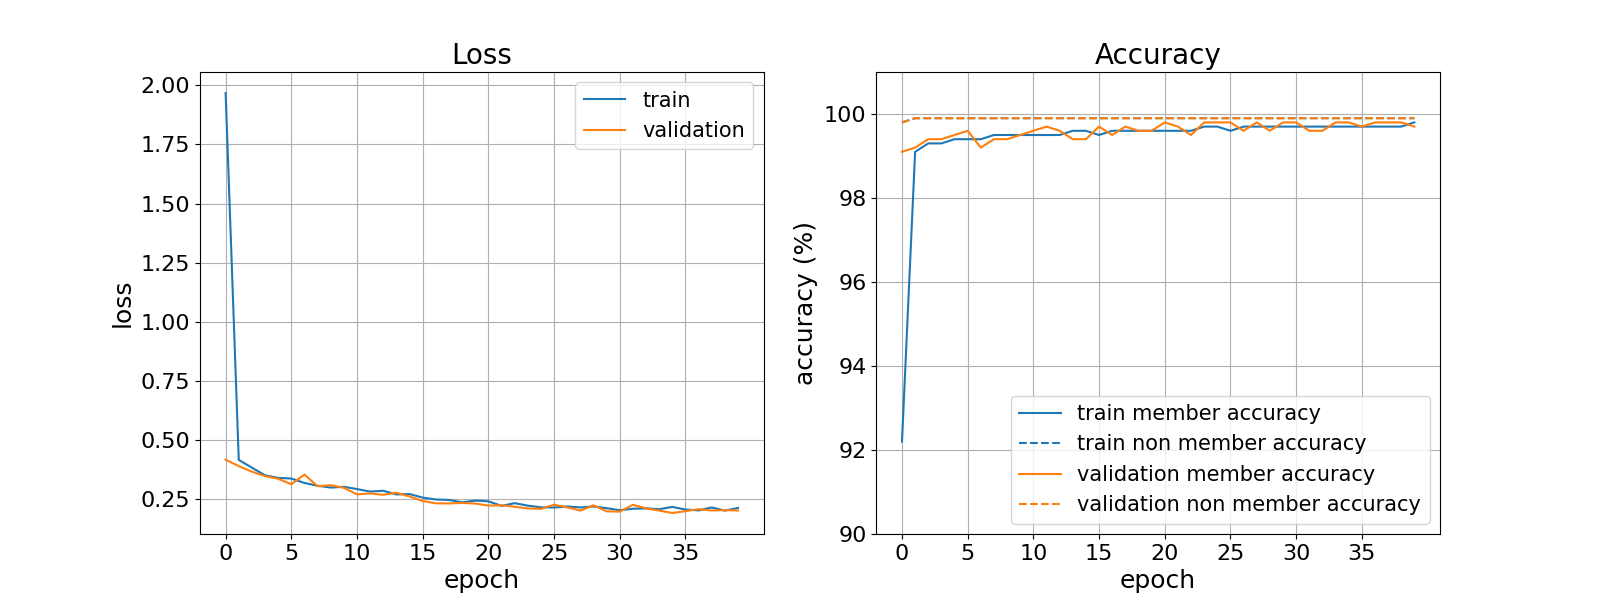 Loss
2.00
1.75
1.50
1.25
1.00
0.75
0.50
0.25
loss
train
validation
0 5 10 15 20 25 30 35
epoch
Accuracy
100
98
96
94
92
90
accuracy (%)
train member accuracy
train non member accuracy
validation member accuracy
validation non member accuracy
0 5 10 15 20 25 30 35
epoch